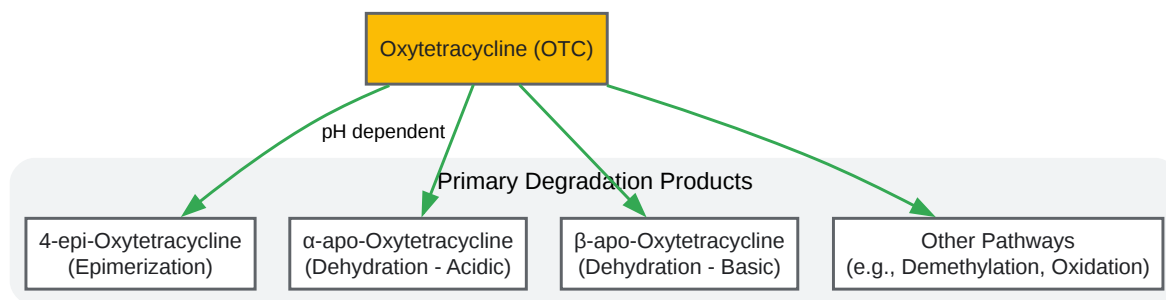 Oxytetracycline (OTC)
pH dependent
Primary Degradation Products
4-epi-Oxytetracycline
(Epimerization)
α-apo-Oxytetracycline
(Dehydration - Acidic)
β-apo-Oxytetracycline
(Dehydration - Basic)
Other Pathways
(e.g., Demethylation, Oxidation)